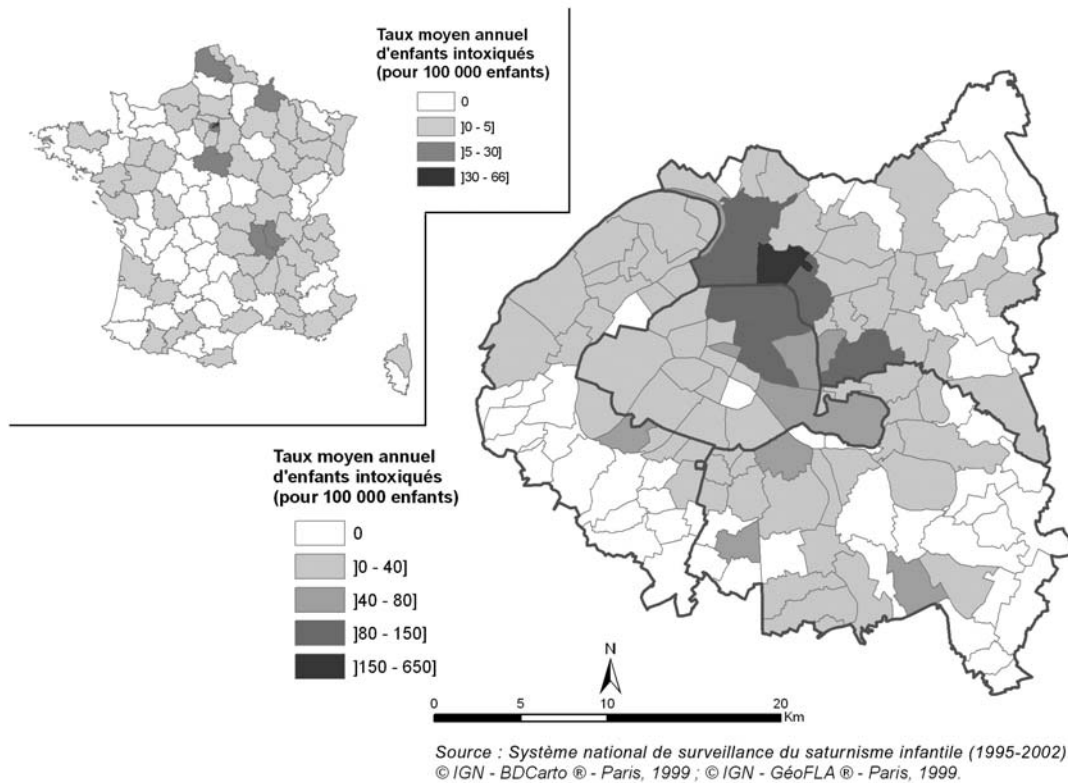 Taux moyen annuel
d'enfants intoxiqués
(pour 100 000 enfants)
0
]0 - 5]
]5 - 30]
]30 - 66]
Taux moyen annuel
d'enfants intoxiqués
(pour 100 000 enfants)
0
]0 - 40]
]40 - 80]
]80 - 150]
]150 - 650]
N
0 5 10 20
Km
Source : Système national de surveillance du saturnisme infantile (1995-2002)
© IGN - BDCarto ® - Paris, 1999 ; © IGN - GéoFLA ® - Paris, 1999